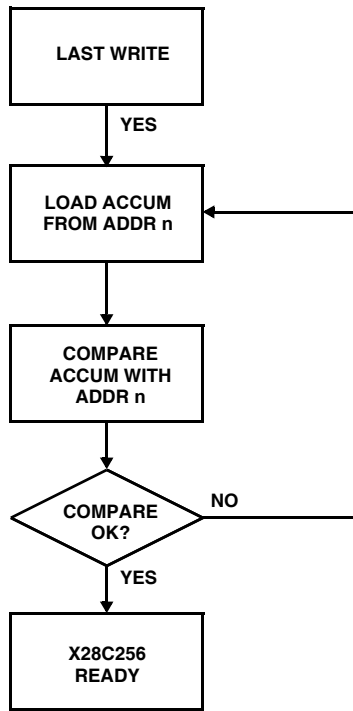 LAST WRITE
YES
LOAD ACCUM
FROM ADDR n
COMPARE
ACCUM WITH
ADDR n
COMPARE
OK?
NO
YES
X28C256
READY